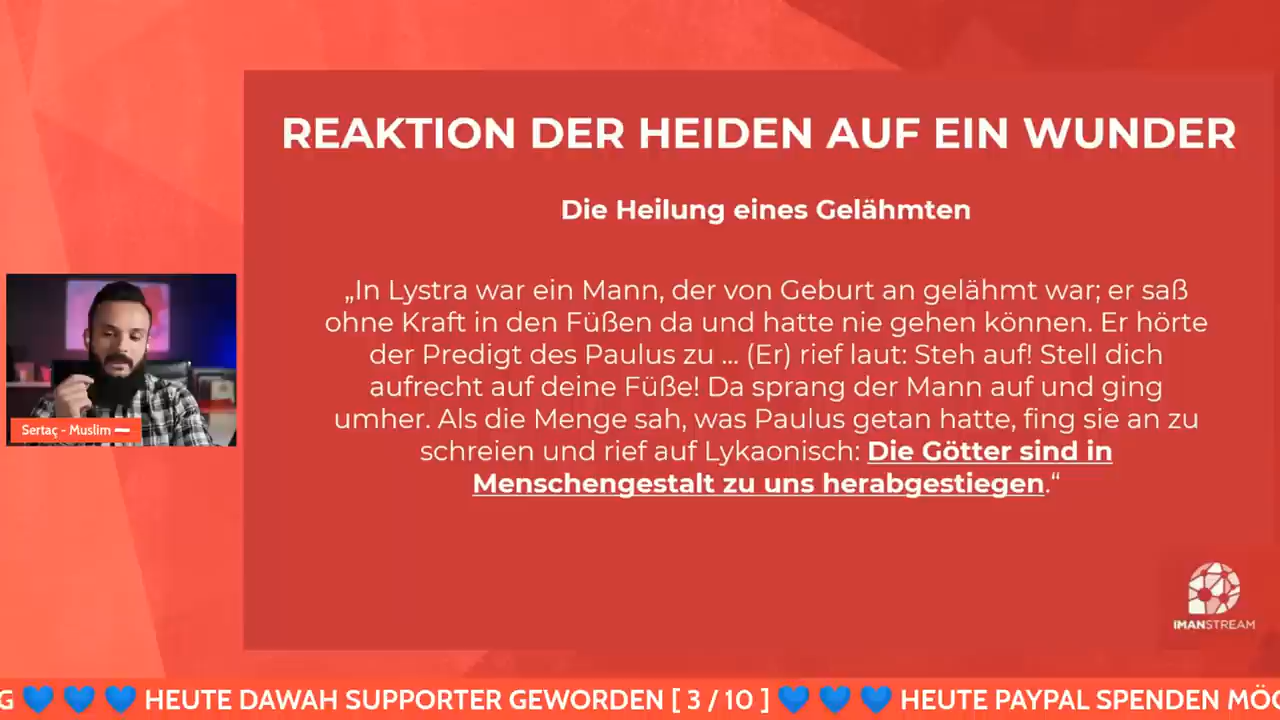 REAKTION DER HEIDEN AUF EIN WUNDER
Die Heilung eines Gelähmten
„In Lystra war ein Mann, der von Geburt an gelähmt war; er saß
ohne Kraft in den Füßen da und hatte nie gehen können. Er hörte
der Predigt des Paulus zu ... (Er) rief laut: Steh auf! Stell dich
aufrecht auf deine Füße! Da sprang der Mann auf und ging
umher. Als die Menge sah, was Paulus getan hatte, fing sie an zu
schreien und rief auf Lykaonisch: Die Götter sind in
Menschengestalt zu uns herabgestiegen.“
Sertaç - Muslim
IMANSTREAM
G 💙 💙 💙 HEUTE DAWAH SUPPORTER GEWORDEN [ 3 / 10 ] 💙 💙 💙 HEUTE PAYPAL SPENDEN